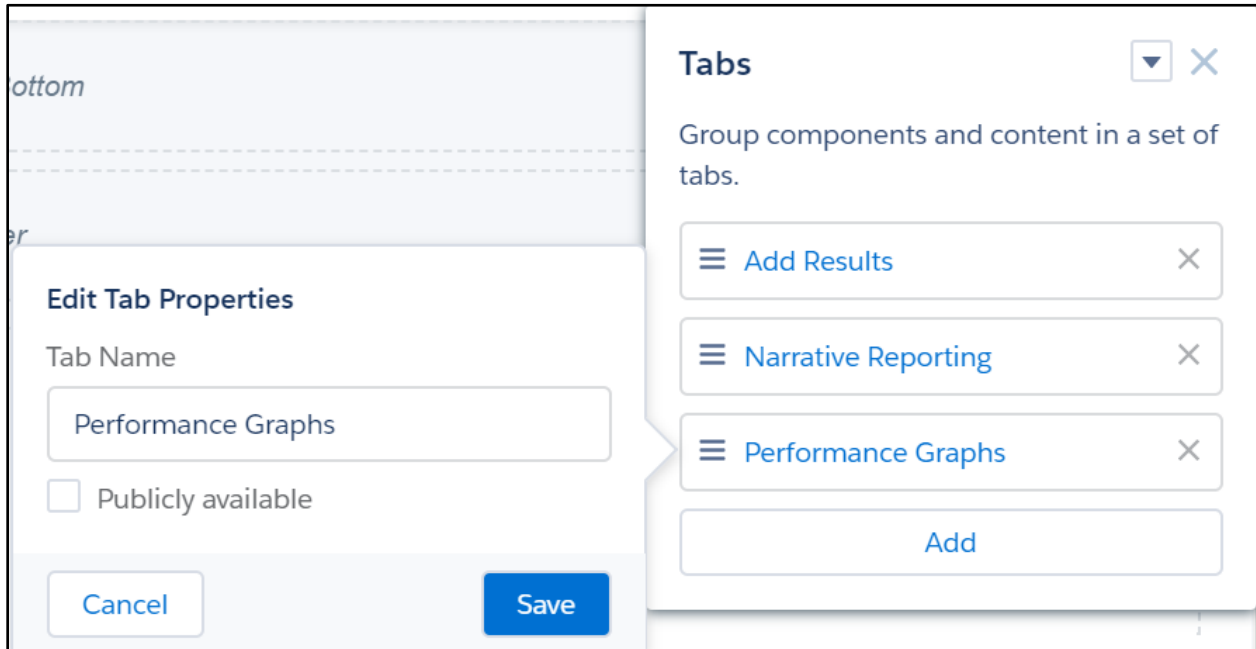 ottom
er
Edit Tab Properties
Tab Name
Performance Graphs
Publicly available
Cancel
Save
Tabs
Group components and content in a set of
tabs.
Add Results
Narrative Reporting
Performance Graphs
Add